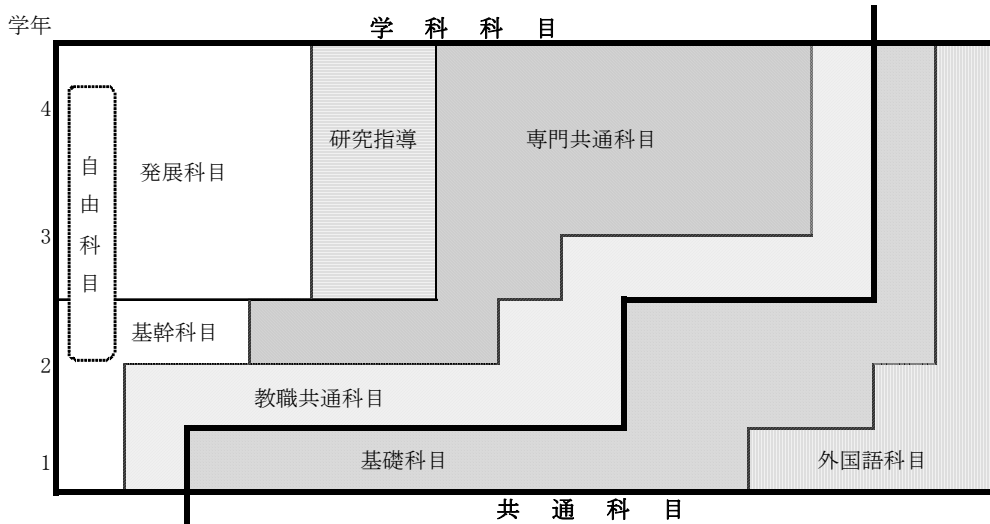 学年
学科科目
4
研究指導
専門共通科目
発展科目
自由科目
3
基幹科目
2
教職共通科目
1
基礎科目
外国語科目
共通科目